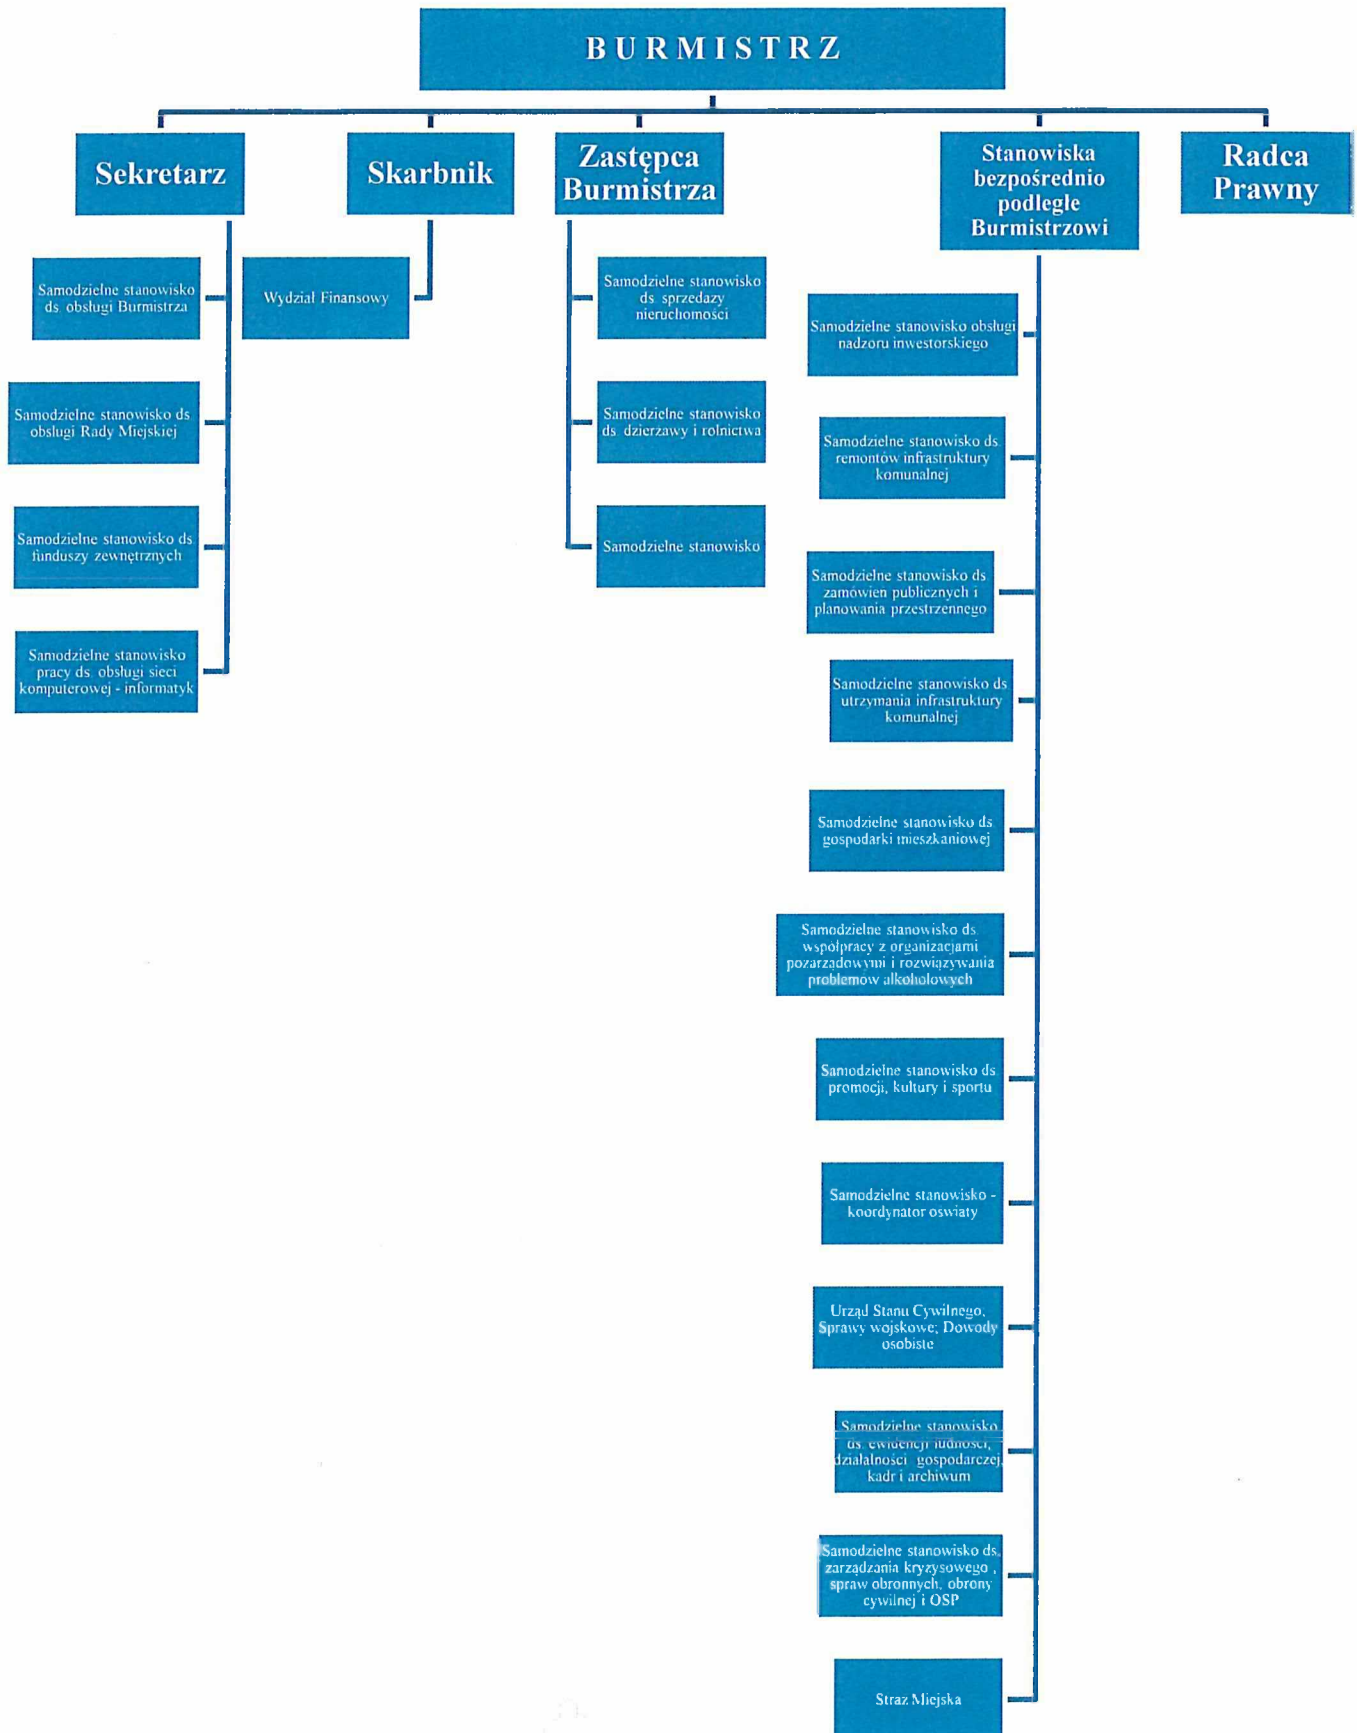 BURMISTRZ
Sekretarz
Samodzielne stanowisko
ds. obsługi Burmistrza
Samodzielne stanowisko ds.
obsługi Rady Miejskiej
Samodzielne stanowisko ds.
funduszy zewnętrznych
Samodzielne stanowisko
pracy ds. obsługi sieci
komputerowej - informatyk
Skarbnik
Wydział Finansowy
Zastępca
Burmistrza
Samodzielne stanowisko
ds. sprzedaży
nieruchomości
Samodzielne stanowisko
ds. dzierżawy i rolnictwa
Samodzielne stanowisko
Stanowiska
bezpośrednio
podległe
Burmistrzowi
Samodzielne stanowisko obsługi
nadzoru inwestorskiego
Samodzielne stanowisko ds.
remontów infrastruktury
komunalnej
Samodzielne stanowisko ds.
zamówień publicznych i
planowania przestrzennego
Samodzielne stanowisko ds.
utrzymania infrastruktury
komunalnej
Samodzielne stanowisko ds.
gospodarki mieszkaniowej
Samodzielne stanowisko ds.
współpracy z organizacjami
pozarządowymi i rozwiązywania
problemów alkoholowych
Samodzielne stanowisko ds.
promocji, kultury i sportu
Samodzielne stanowisko -
koordynator oświaty
Urząd Stanu Cywilnego,
Sprawy wojskowe; Dowody
osobiste
Samodzielne stanowisko
ds. ewidencji ludności,
działalności gospodarczej,
kadr i archiwum
Samodzielne stanowisko ds.
zarządzania kryzysowego ,
spraw obronnych, obrony
cywilnej i OSP
Straż Miejska
Radca
Prawny